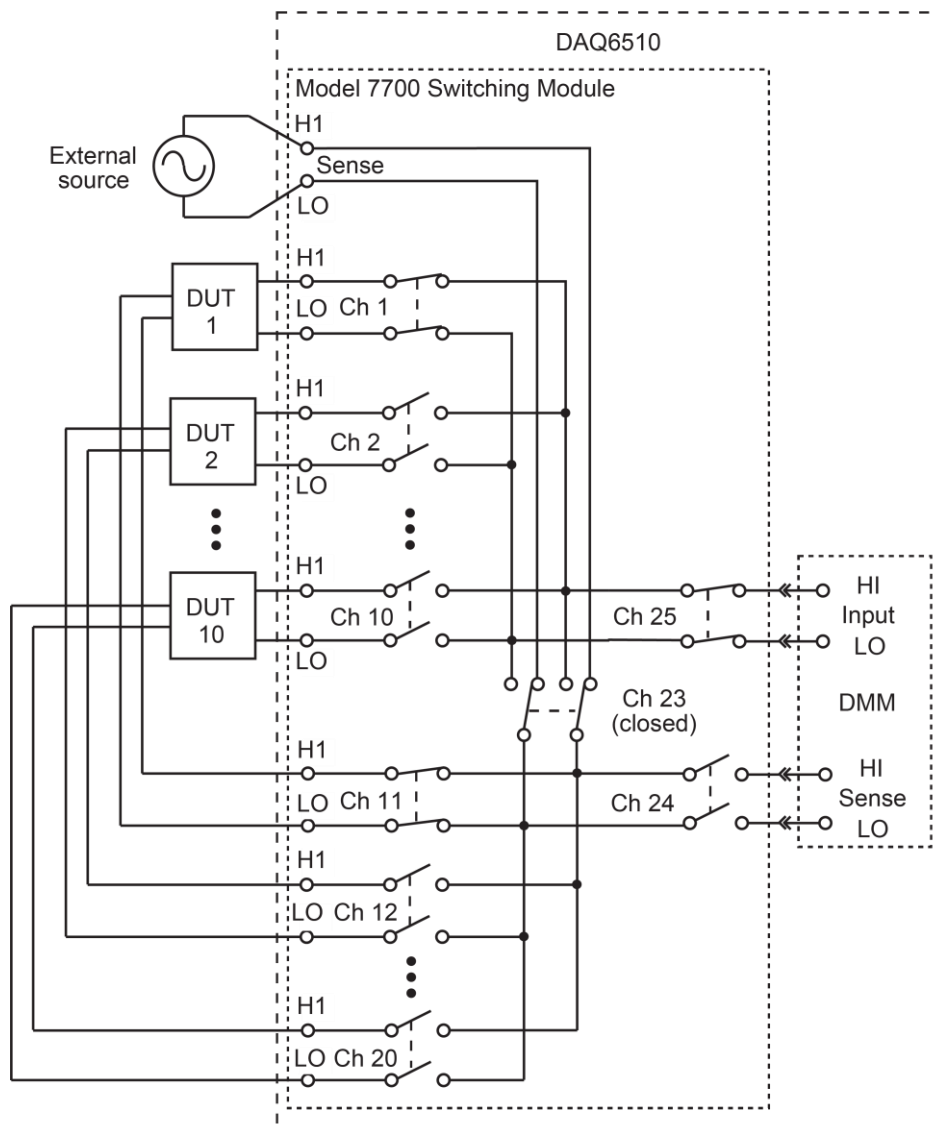 DAQ6510
Model 7700 Switching Module
H1
External
source
Sense
LO
H1
DUT
1
LO Ch 1
H1
DUT
2
Ch 2
LO
H1
DUT
10
Ch 10
LO
Ch 25
HI
Input
LO
Ch 23
(closed)
DMM
H1
LO Ch 11
Ch 24
HI
Sense
LO
H1
LO Ch 12
H1
LO Ch 20